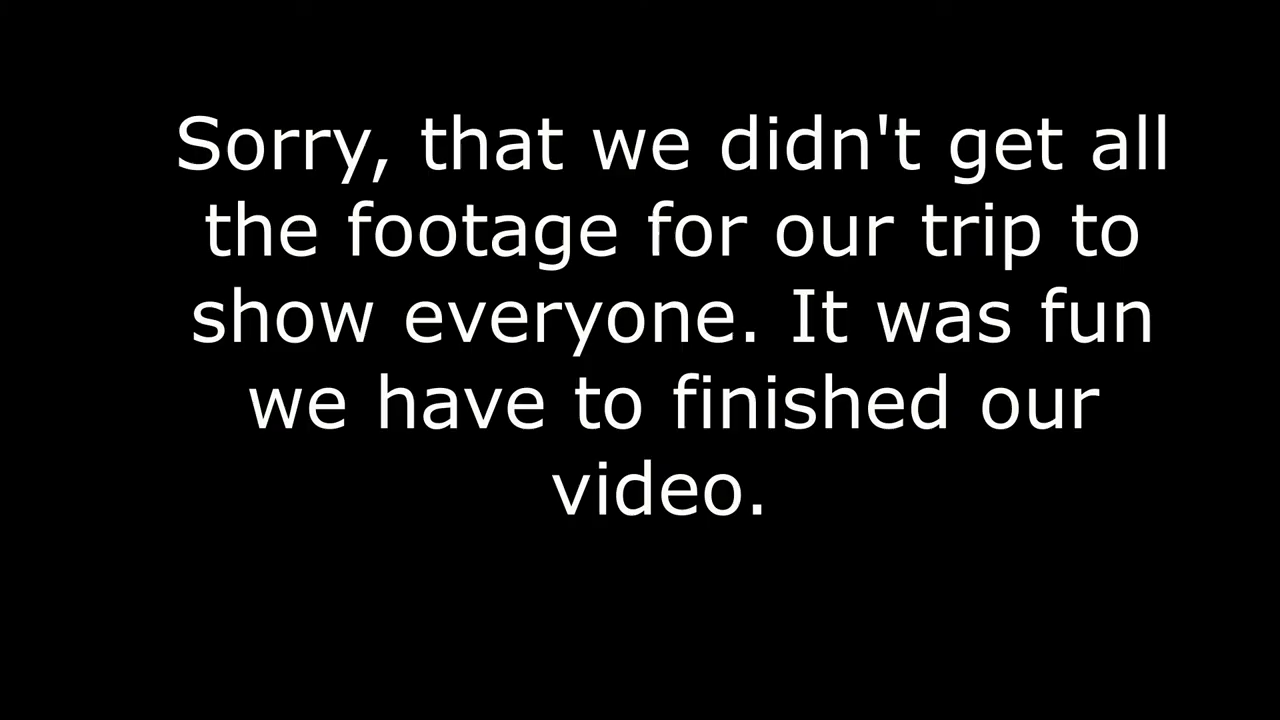 Sorry, that we didn't get all
the footage for our trip to
show everyone. It was fun
we have to finished our
video.